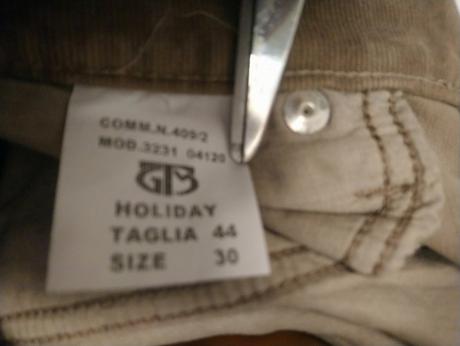 COMM.N.409/2
MOD.3231 04120
GTB
HOLIDAY
TAGLIA 44
SIZE 30